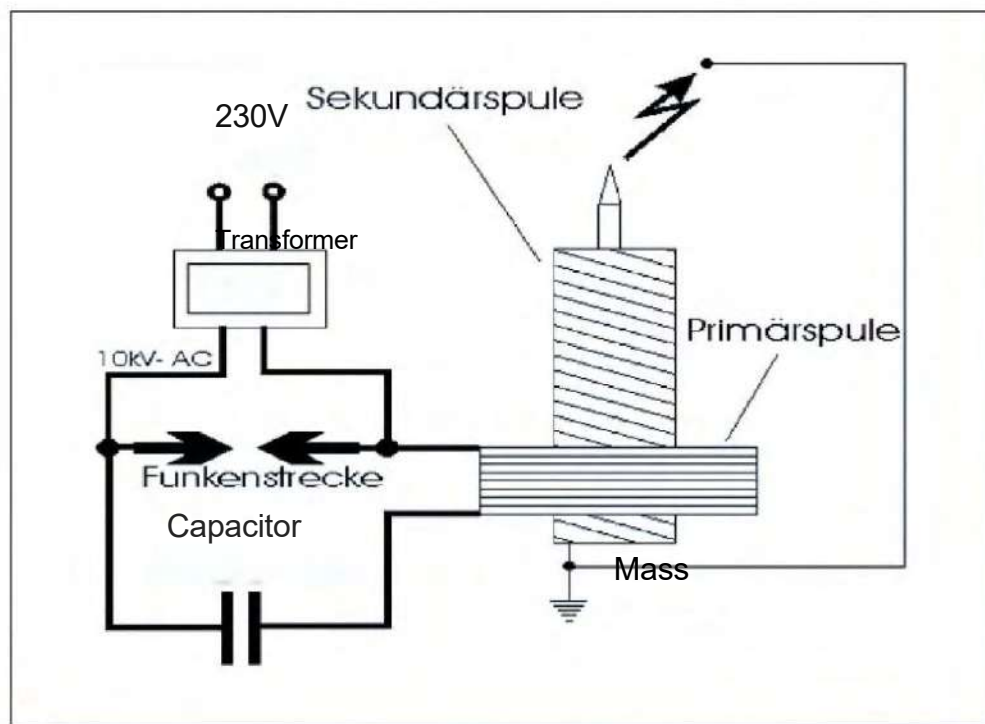 Sekundärspule
230V
Transformer
Primärspule
10kV- AC
Funkenstrecke
Capacitor
Mass